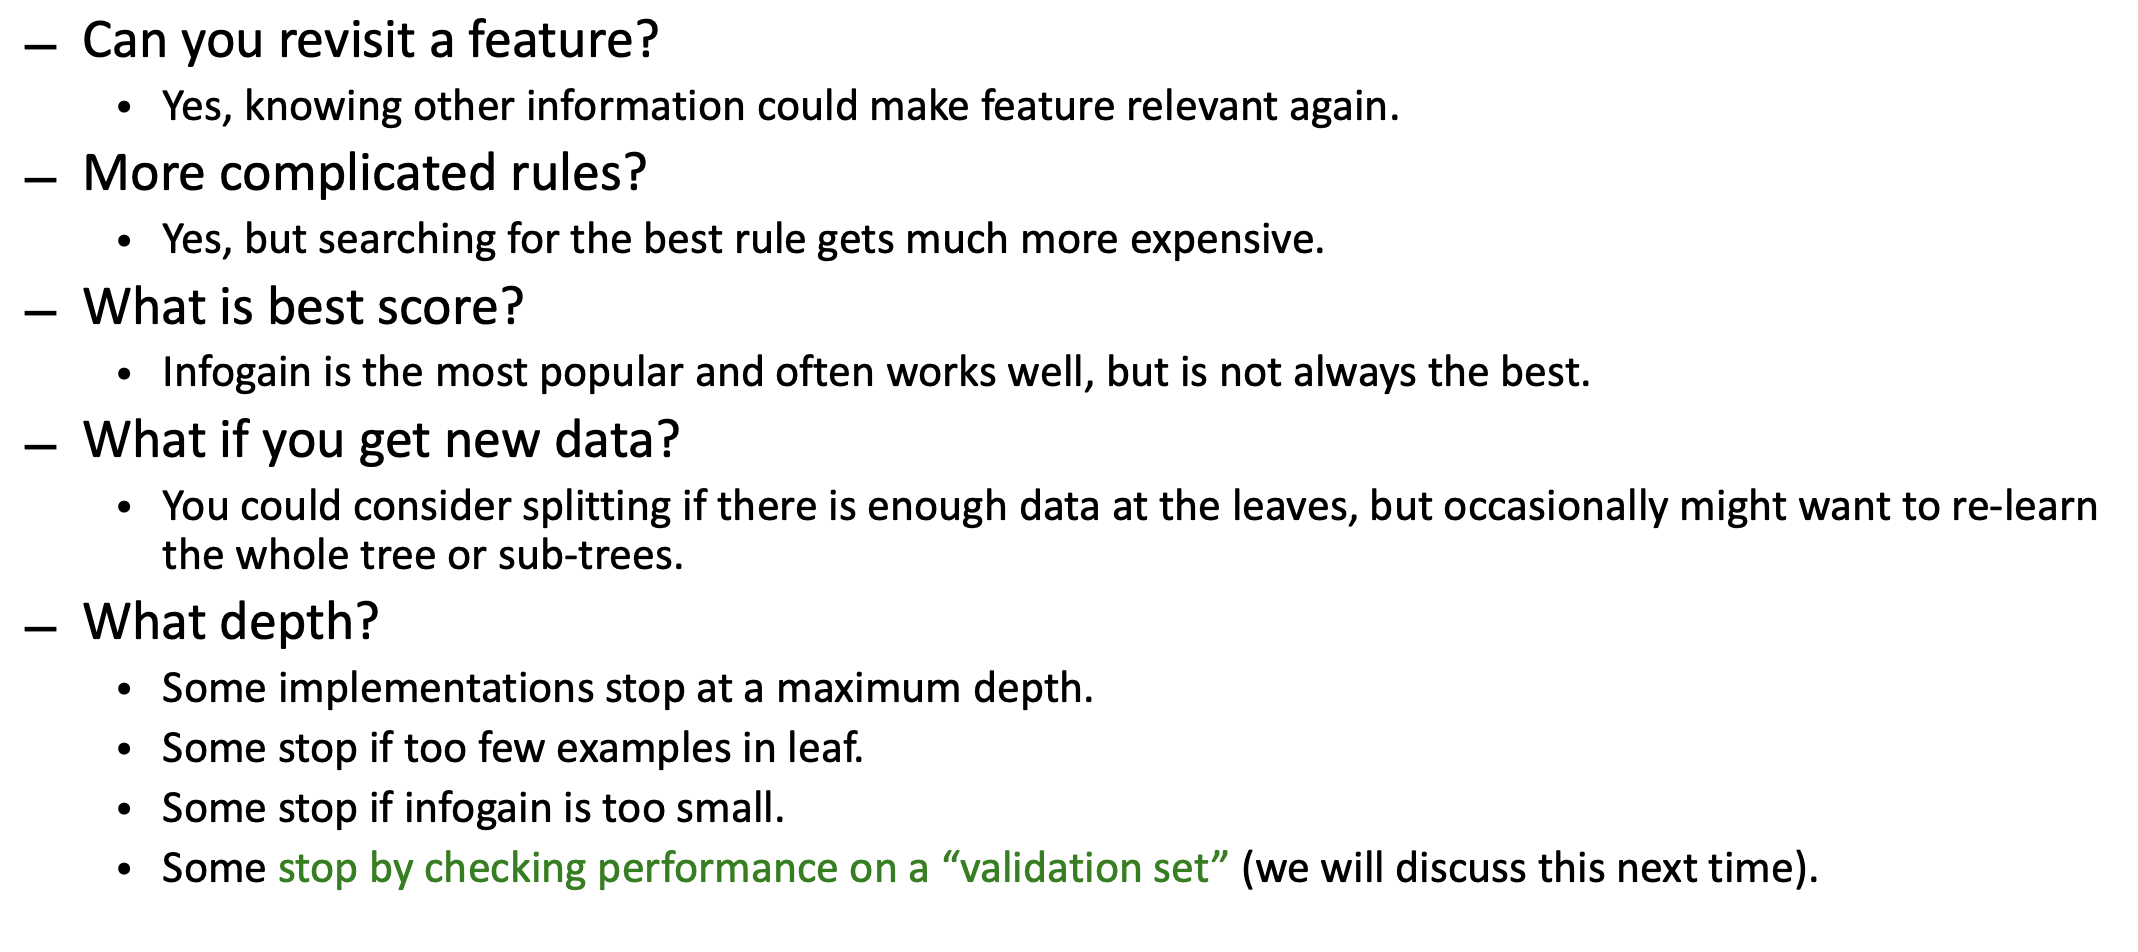 – Can you revisit a feature?
• Yes, knowing other information could make feature relevant again.
– More complicated rules?
• Yes, but searching for the best rule gets much more expensive.
– What is best score?
• Infogain is the most popular and often works well, but is not always the best.
– What if you get new data?
• You could consider splitting if there is enough data at the leaves, but occasionally might want to re-learn
the whole tree or sub-trees.
– What depth?
• Some implementations stop at a maximum depth.
• Some stop if too few examples in leaf.
• Some stop if infogain is too small.
• Some stop by checking performance on a “validation set” (we will discuss this next time).